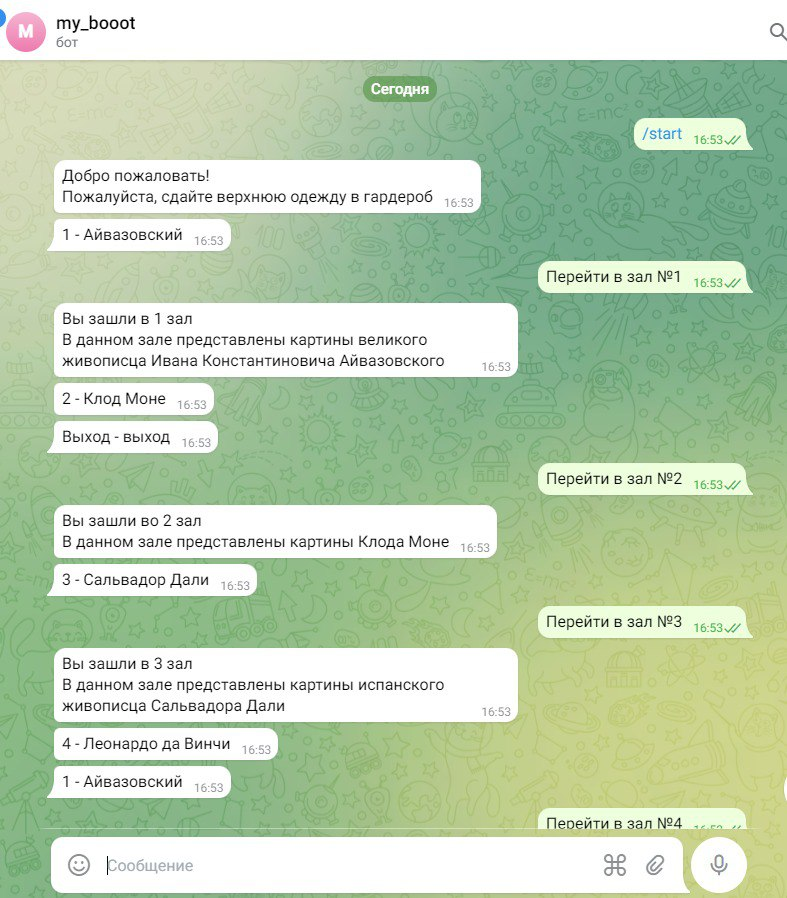 M
my_booot
бот
Сегодня
/start 16:53
Добро пожаловать!
Пожалуйста, сдайте верхнюю одежду в гардероб 16:53
1 - Айвазовский 16:53
Перейти в зал №1 16:53
Вы зашли в 1 зал
В данном зале представлены картины великого
живописца Ивана Константиновича Айвазовского 16:53
2 - Клод Моне 16:53
Выход - выход 16:53
Перейти в зал №2 16:53
Вы зашли во 2 зал
В данном зале представлены картины Клода Моне 16:53
3 - Сальвадор Дали 16:53
Перейти в зал №3 16:53
Вы зашли в 3 зал
В данном зале представлены картины испанского
живописца Сальвадора Дали 16:53
4 - Леонардо да Винчи 16:53
1 - Айвазовский 16:53
Перейти в зал №4 16:53
Сообщение